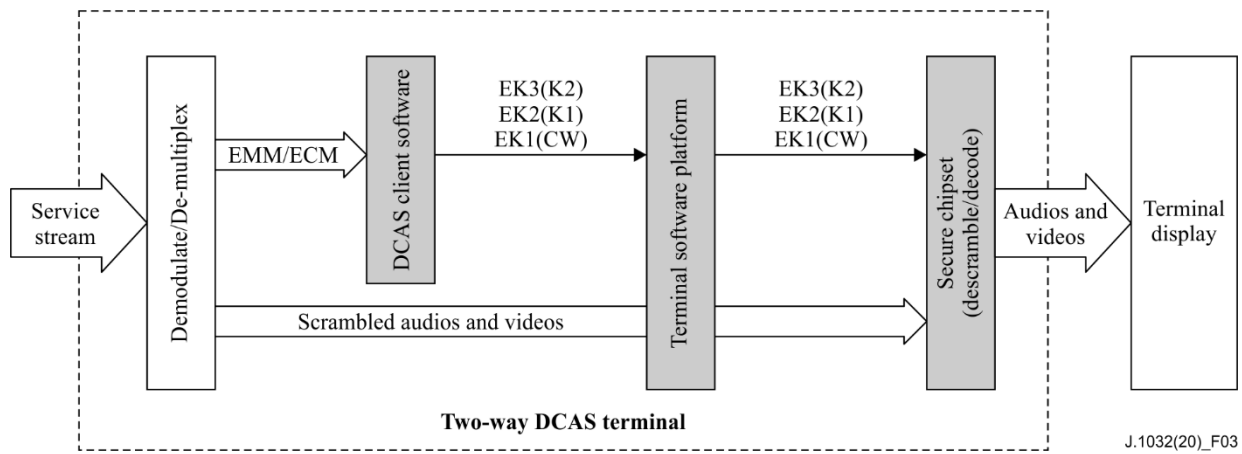 Service
stream
Demodulate/De-multiplex
EMM/ECM
DCAS client software
EK3(K2)
EK2(K1)
EK1(CW)
Terminal software platform
EK3(K2)
EK2(K1)
EK1(CW)
Secure chipset
(descramble/decode)
Audios and
videos
Terminal
display
Scrambled audios and videos
Two-way DCAS terminal
J.1032(20)_F03